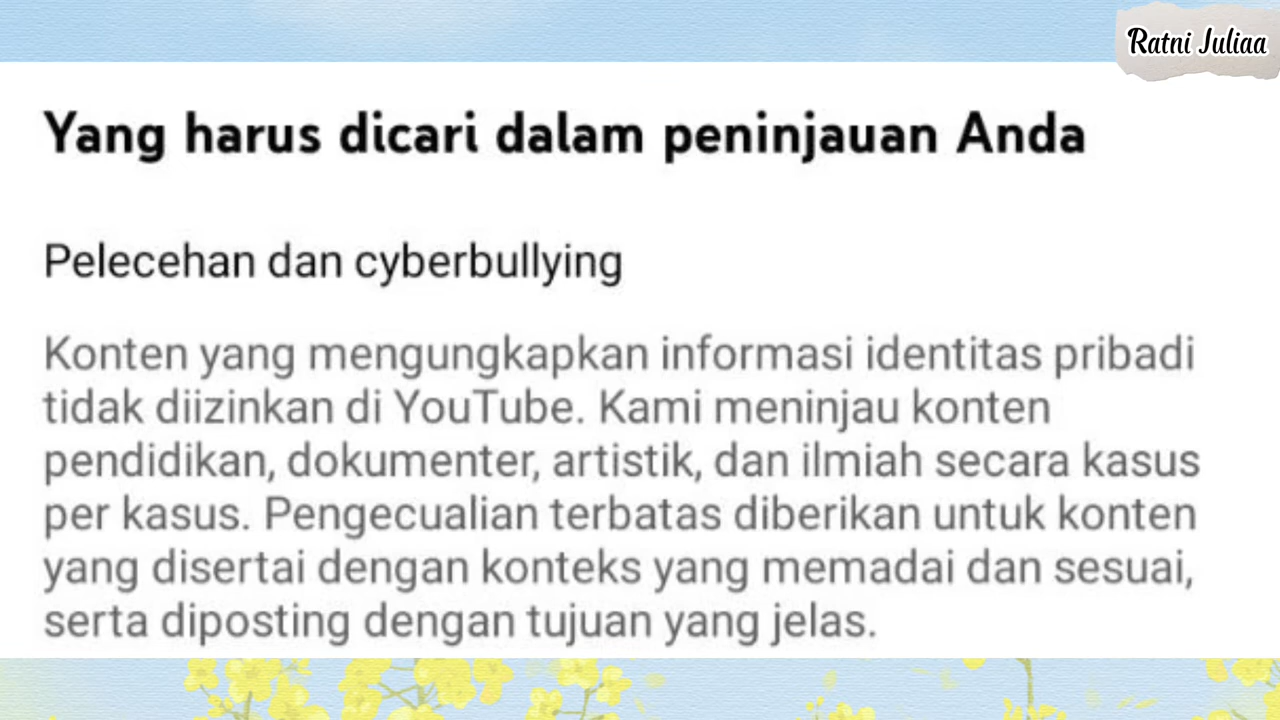 Ratni Juliaa
Yang harus dicari dalam peninjauan Anda
Pelecehan dan cyberbullying
Konten yang mengungkapkan informasi identitas pribadi
tidak diizinkan di YouTube. Kami meninjau konten
pendidikan, dokumenter, artistik, dan ilmiah secara kasus
per kasus. Pengecualian terbatas diberikan untuk konten
yang disertai dengan konteks yang memadai dan sesuai,
serta diposting dengan tujuan yang jelas.